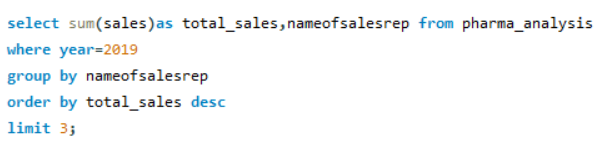 select sum(sales)as total_sales,nameofsalesrep from pharma_analysis
where year=2019
group by nameofsalesrep
order by total_sales desc
limit 3;